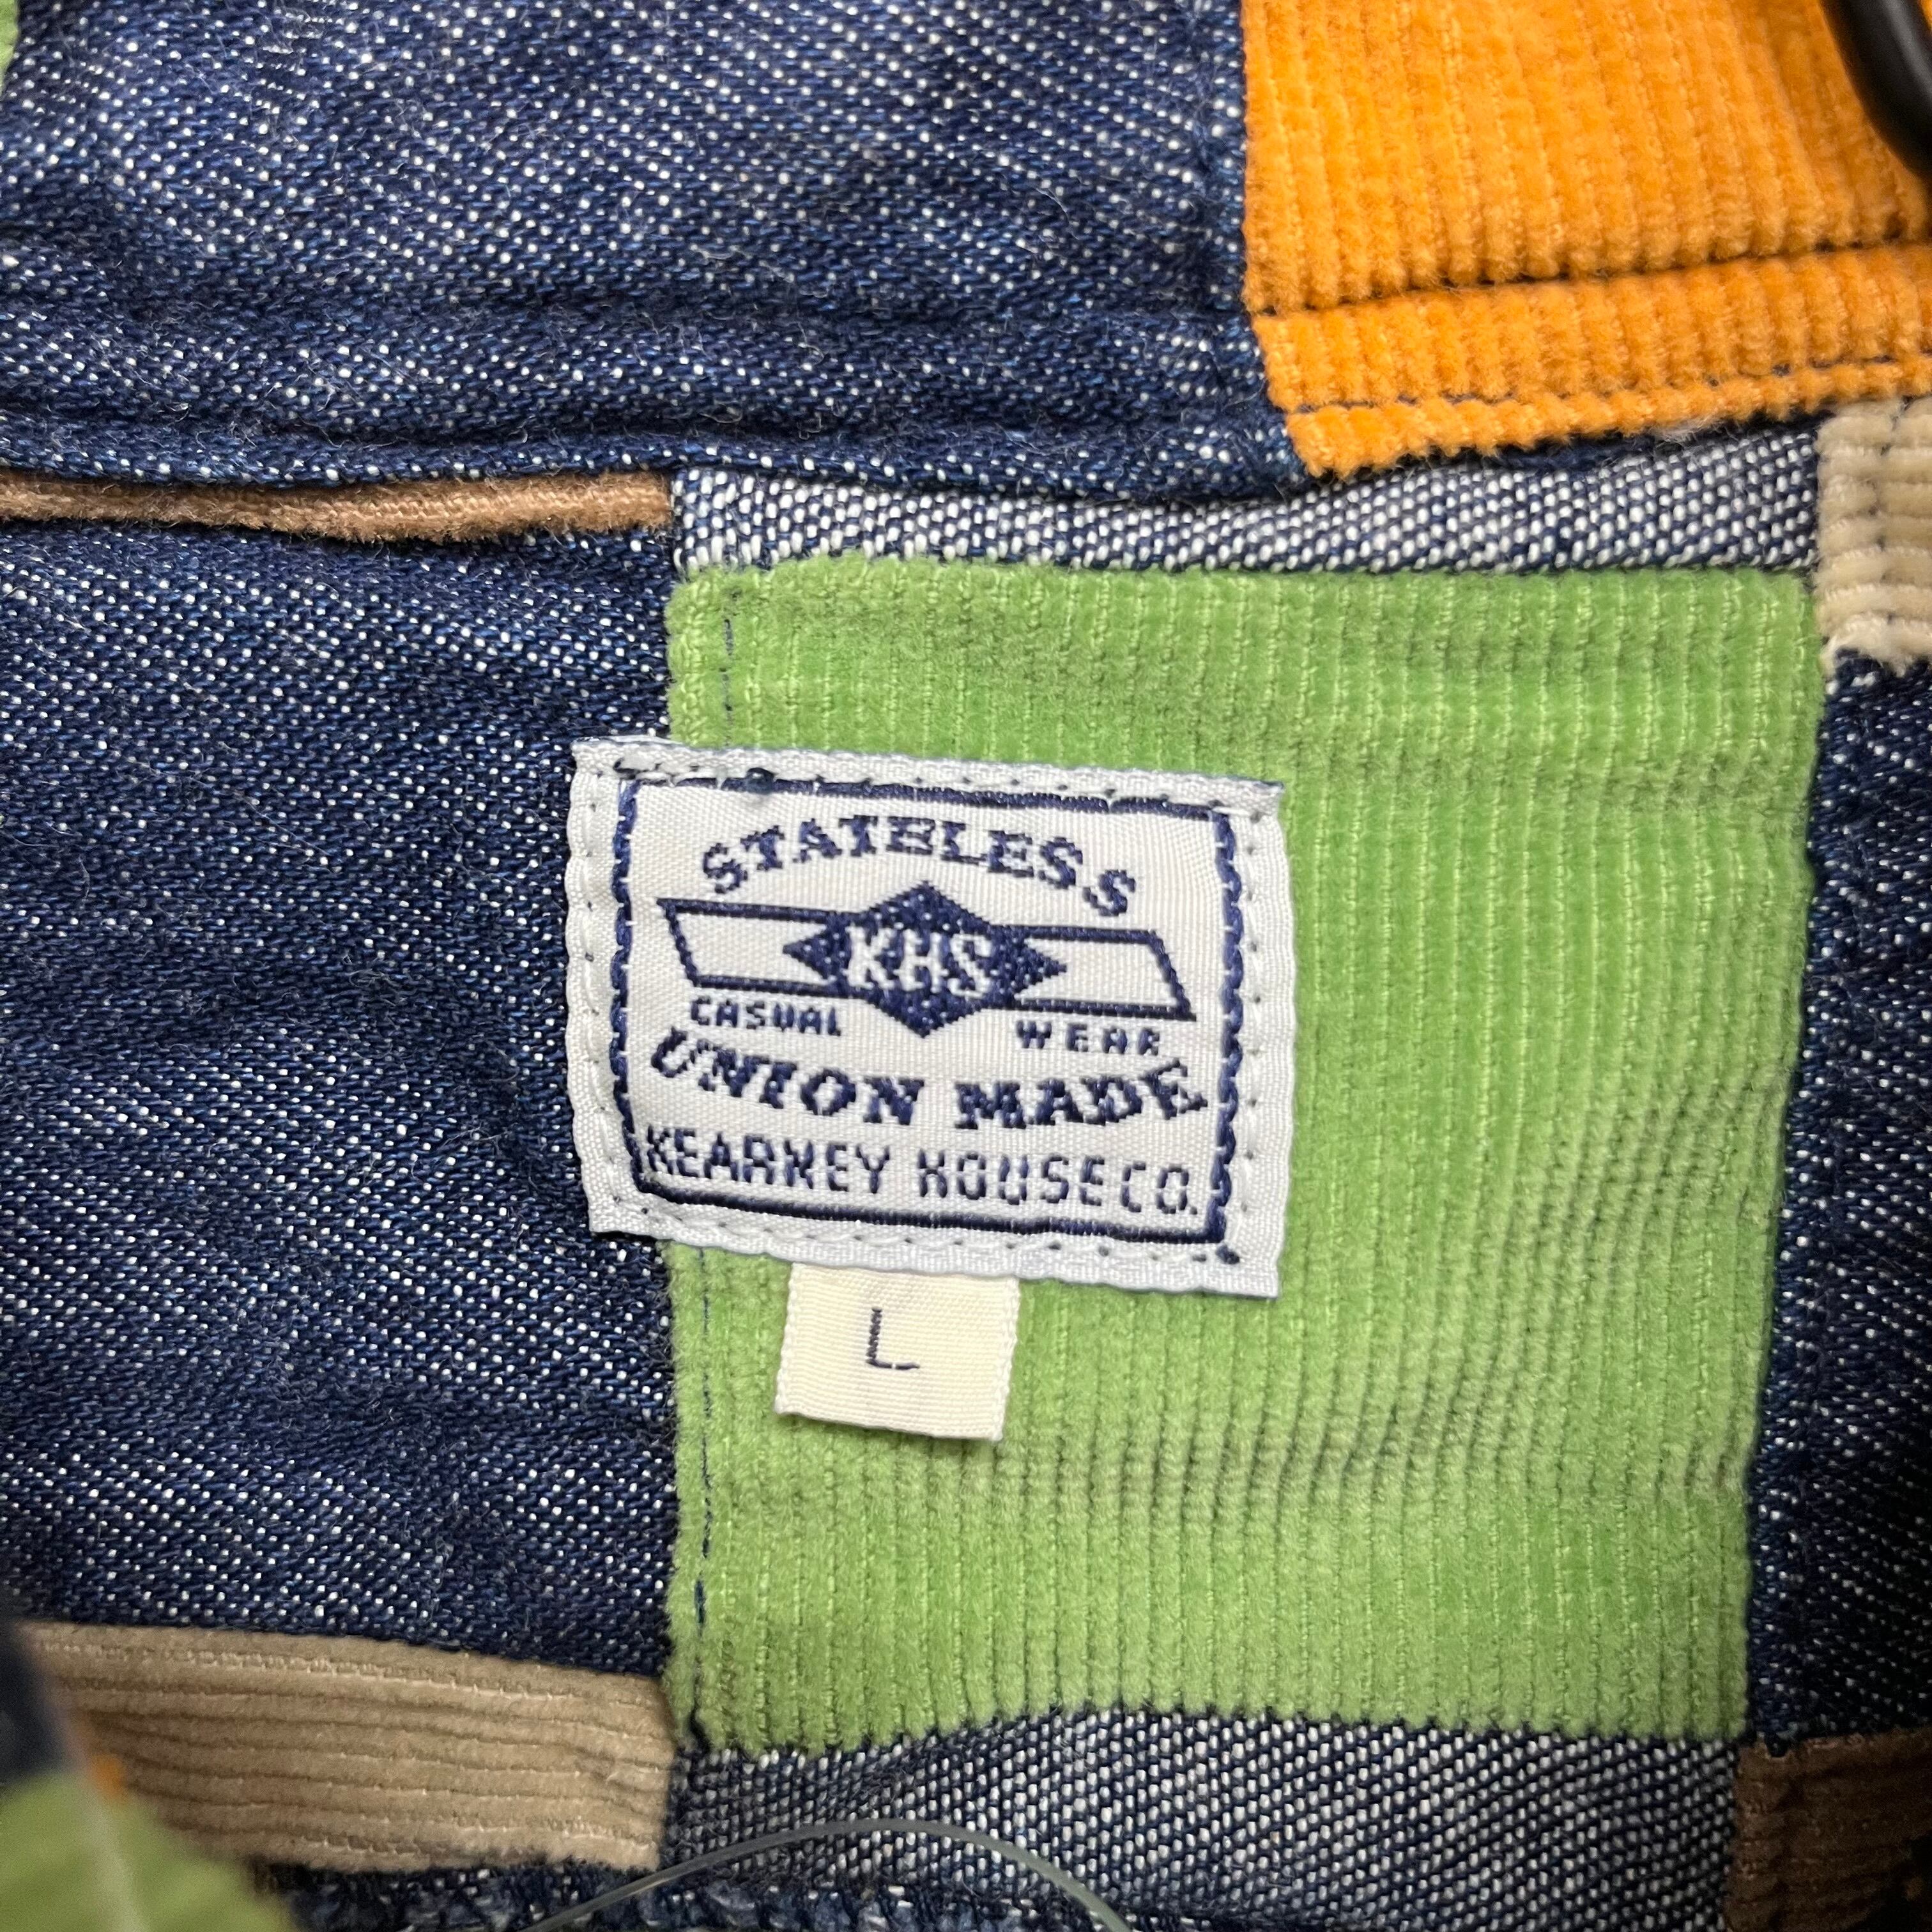 STATELESS
KHS
CASUAL WEAR
UNION MADE
KEARNEY HOUSE CO.
L